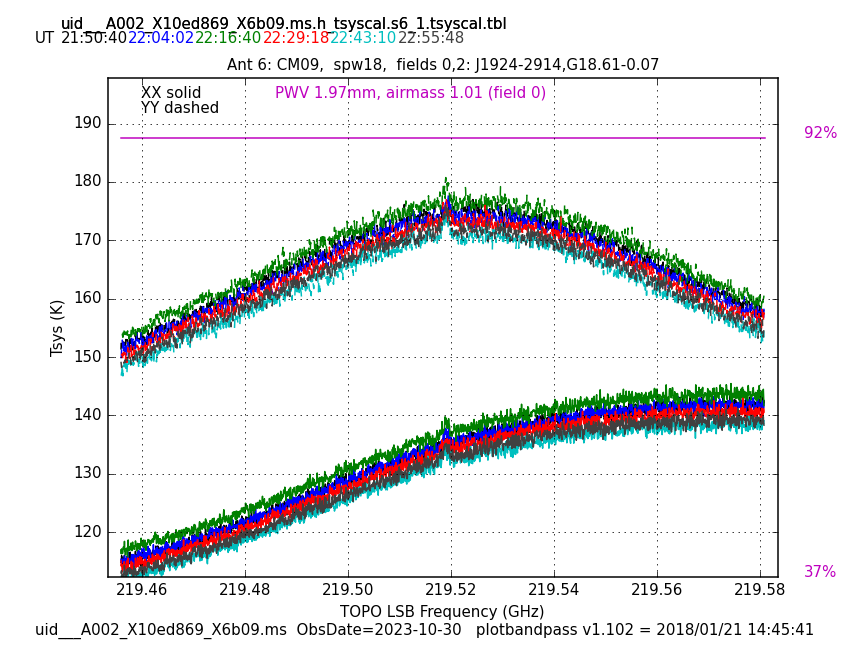 uid___A002_X10ed869_X6b09.ms.h_tsyscal.s6_1.tsyscal.tbl
UT 21:50:40 22:04:02 22:16:40 22:29:18 22:43:10 22:55:48
Ant 6: CM09,  spw18,  fields 0,2: J1924-2914,G18.61-0.07
XX solid
YY dashed
PWV 1.97mm, airmass 1.01 (field 0)
92%
37%
190
180
170
160
150
140
130
120
Tsys (K)
219.46 219.48 219.50 219.52 219.54 219.56 219.58
TOPO LSB Frequency (GHz)
uid___A002_X10ed869_X6b09.ms  ObsDate=2023-10-30   plotbandpass v1.102 = 2018/01/21 14:45:41